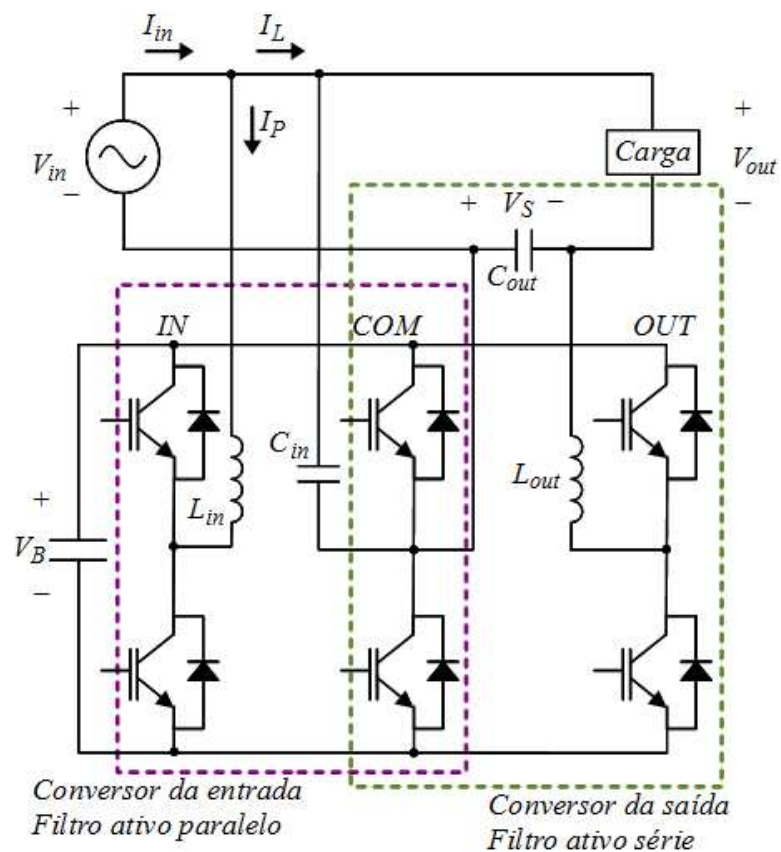 I_in I_L
I_P
+ +
V_in Carga V_out
− −
+ V_S −
C_out
IN COM OUT
C_in
L_in L_out
+
V_B
−
Conversor da entrada
Filtro ativo paralelo
Conversor da saída
Filtro ativo série